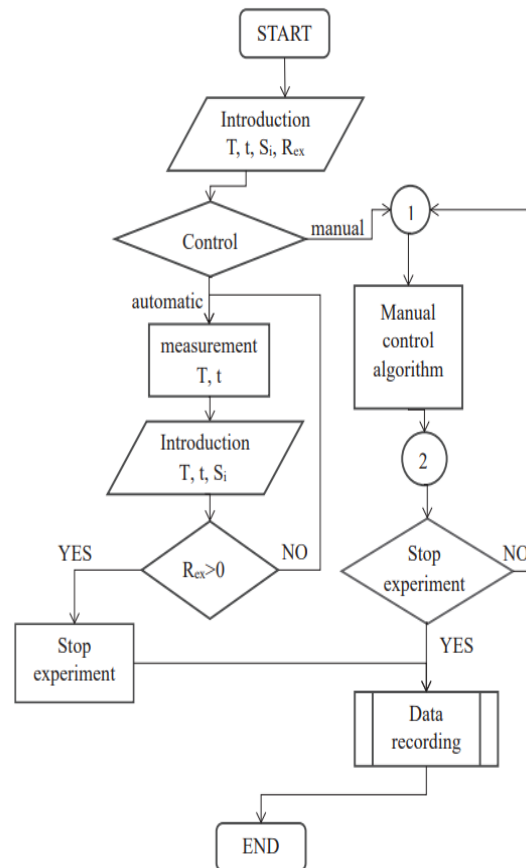 START
Introduction
T, t, Sᵢ, Rₑₓ
Control
manual
1
automatic
Manual
control
algorithm
measurement
T, t
Introduction
T, t, Sᵢ
2
YES
Rₑₓ>0
NO
Stop
experiment
NO
Stop
experiment
YES
Data
recording
END